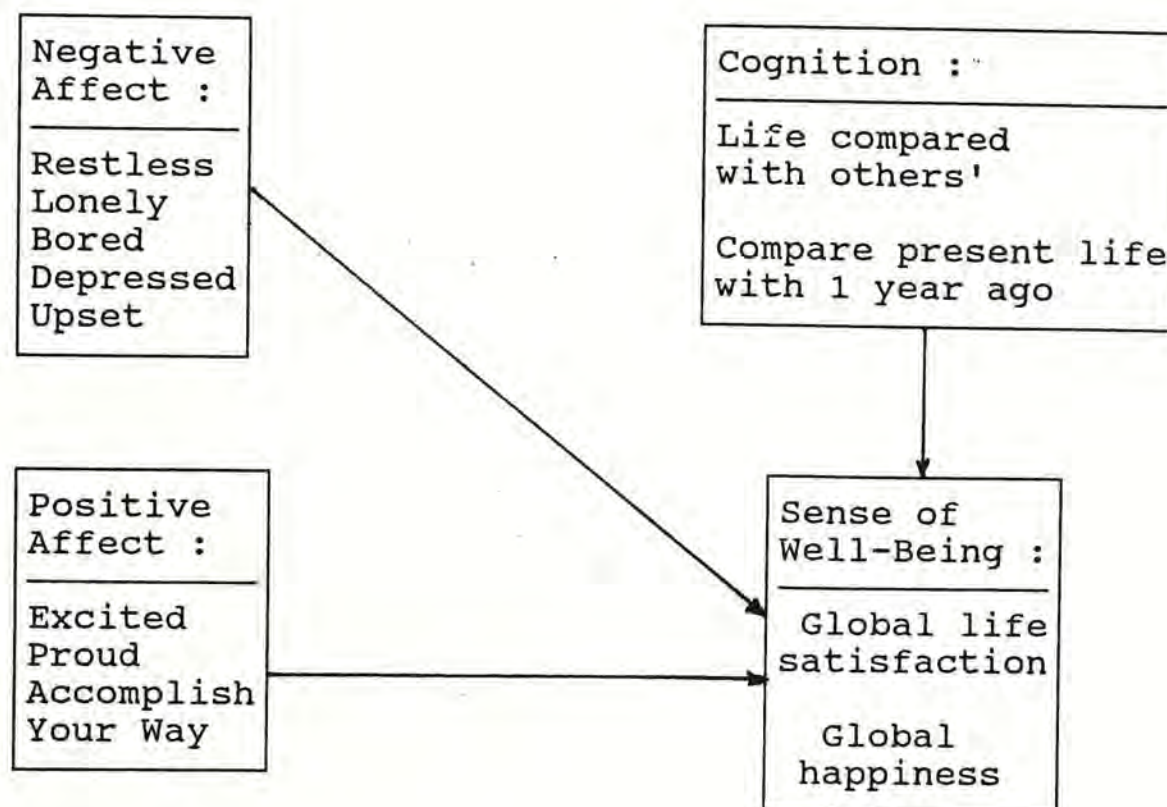 Negative
Affect :
Restless
Lonely
Bored
Depressed
Upset
Cognition :
Life compared
with others'
Compare present life
with 1 year ago
Positive
Affect :
Excited
Proud
Accomplish
Your Way
Sense of
Well-Being :
Global life
satisfaction
Global
happiness